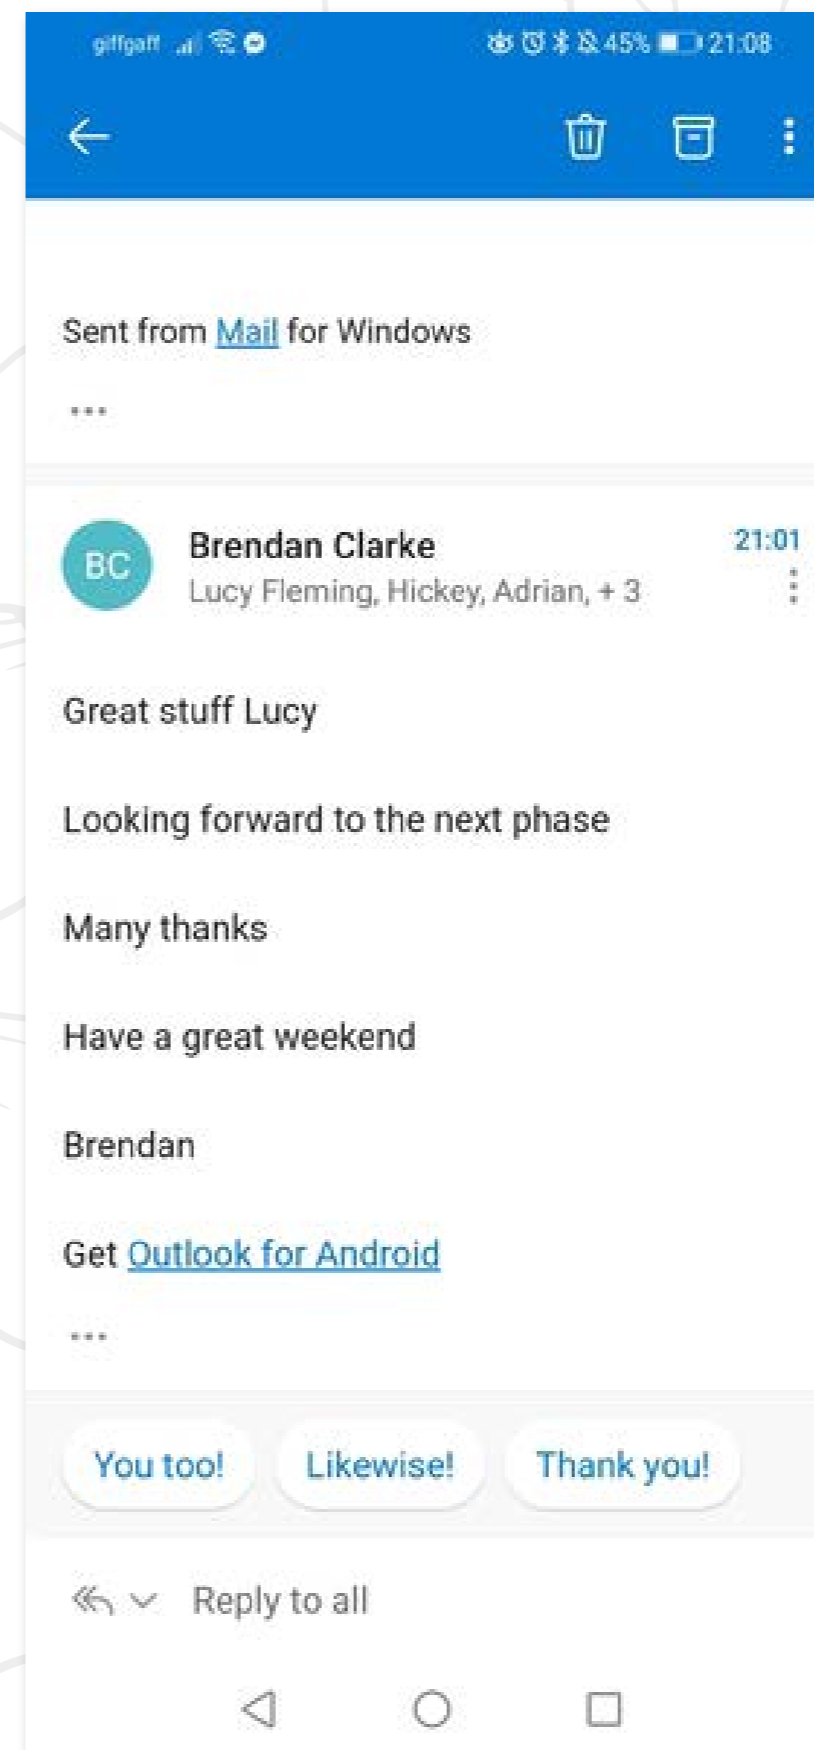 giffgaff 45% 21:08
Sent from Mail for Windows
...
BC Brendan Clarke 21:01
Lucy Fleming, Hickey, Adrian, + 3
Great stuff Lucy
Looking forward to the next phase
Many thanks
Have a great weekend
Brendan
Get Outlook for Android
...
You too! Likewise! Thank you!
Reply to all